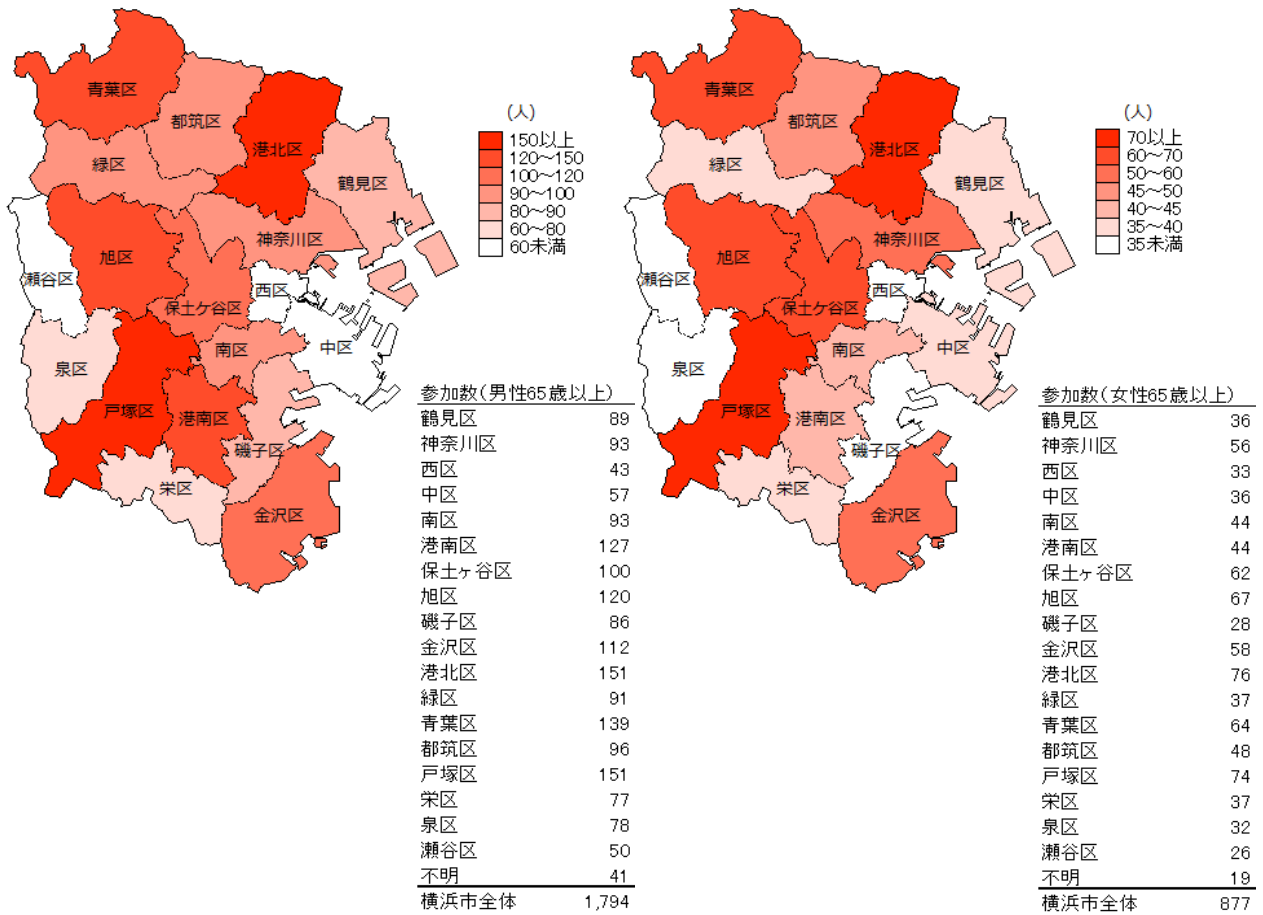 青葉区
都筑区
港北区
緑区
鶴見区
神奈川区
旭区
瀬谷区
西区
保土ケ谷区
南区
中区
泉区
戸塚区
港南区
磯子区
栄区
金沢区
(人)
150以上
120～150
100～120
90～100
80～90
60～80
60未満
参加数(男性65歳以上)
鶴見区 89
神奈川区 93
西区 43
中区 57
南区 93
港南区 127
保土ヶ谷区 100
旭区 120
磯子区 86
金沢区 112
港北区 151
緑区 91
青葉区 139
都筑区 96
戸塚区 151
栄区 77
泉区 78
瀬谷区 50
不明 41
横浜市全体 1,794
青葉区
都筑区
港北区
緑区
鶴見区
神奈川区
旭区
瀬谷区
西区
保土ケ谷区
南区
中区
泉区
戸塚区
港南区
磯子区
栄区
金沢区
(人)
70以上
60～70
50～60
45～50
40～45
35～40
35未満
参加数(女性65歳以上)
鶴見区 36
神奈川区 56
西区 33
中区 36
南区 44
港南区 44
保土ヶ谷区 62
旭区 67
磯子区 28
金沢区 58
港北区 76
緑区 37
青葉区 64
都筑区 48
戸塚区 74
栄区 37
泉区 32
瀬谷区 26
不明 19
横浜市全体 877